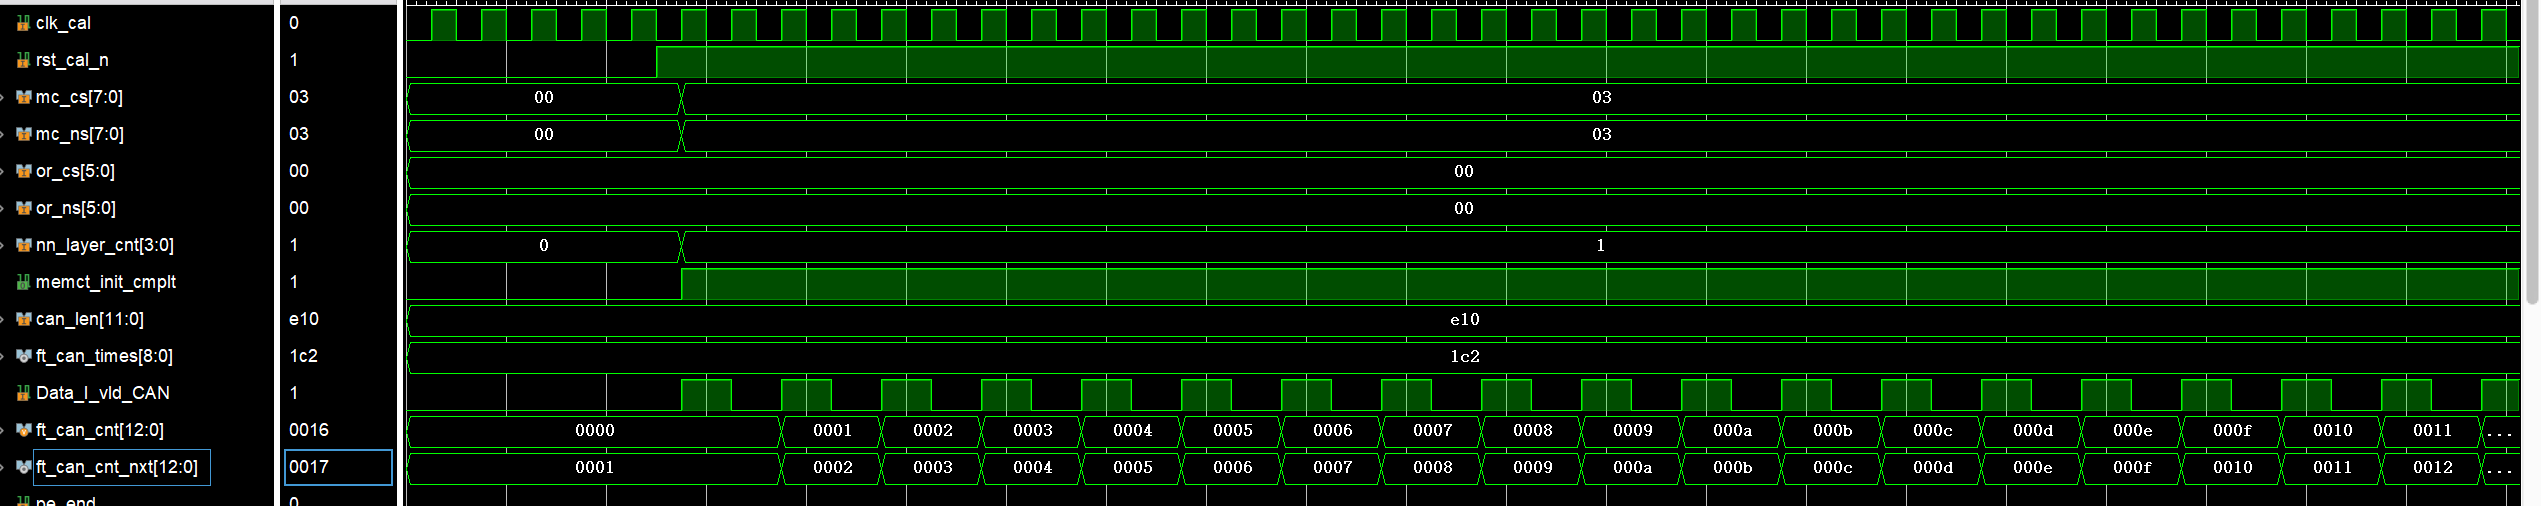 clk_cal 0
rst_cal_n 1
mc_cs[7:0] 03 00 03
mc_ns[7:0] 03 00 03
or_cs[5:0] 00 00
or_ns[5:0] 00 00
nn_layer_cnt[3:0] 1 0 1
memct_init_cmplt 1
can_len[11:0] e10 e10
ft_can_times[8:0] 1c2 1c2
Data_I_vld_CAN 1
ft_can_cnt[12:0] 0016 0000 0001 0002 0003 0004 0005 0006 0007 0008 0009 000a 000b 000c 000d 000e 000f 0010 0011 ...
ft_can_cnt_nxt[12:0] 0017 0001 0002 0003 0004 0005 0006 0007 0008 0009 000a 000b 000c 000d 000e 000f 0010 0011 0012 ...
pe_end 0